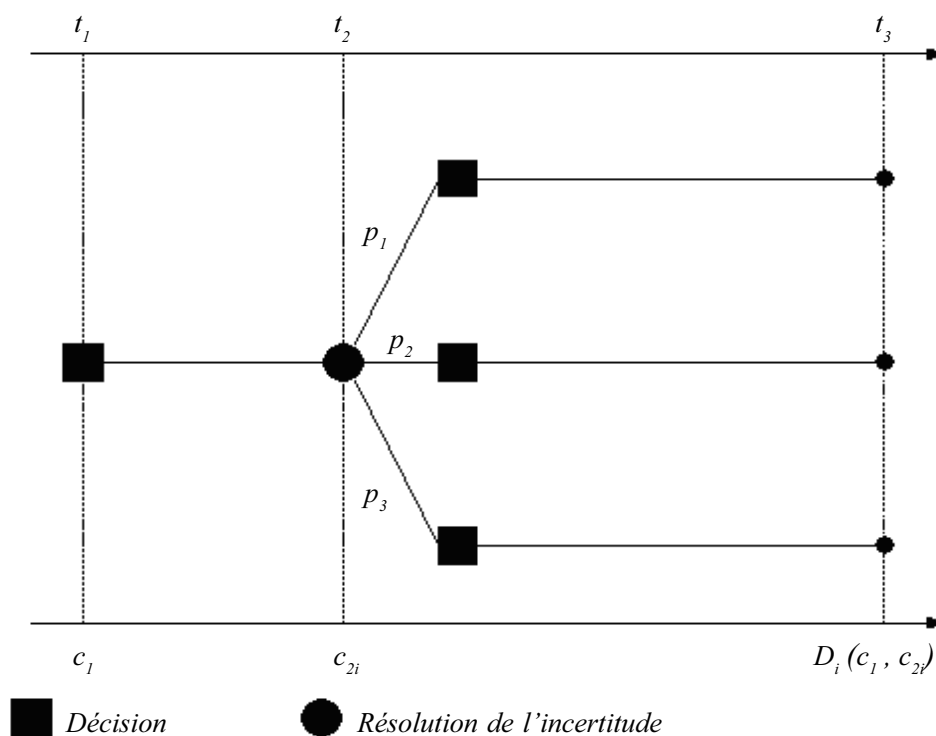 t₁ t₂ t₃
p₁
p₂
p₃
c₁ c₂ᵢ Dᵢ (c₁ , c₂ᵢ)
Décision Résolution de l'incertitude